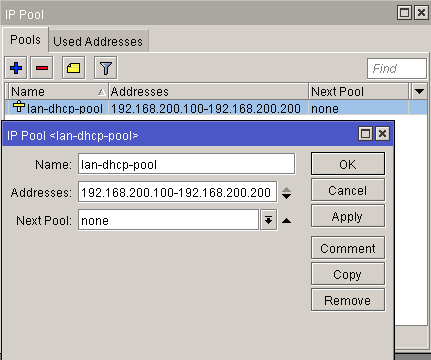 IP Pool
Pools Used Addresses
Find
Name Addresses Next Pool
lan-dhcp-pool 192.168.200.100-192.168.200.200 none
IP Pool <lan-dhcp-pool>
Name: lan-dhcp-pool OK
Addresses: 192.168.200.100-192.168.200.200 Cancel
Next Pool: none Apply
Comment
Copy
Remove